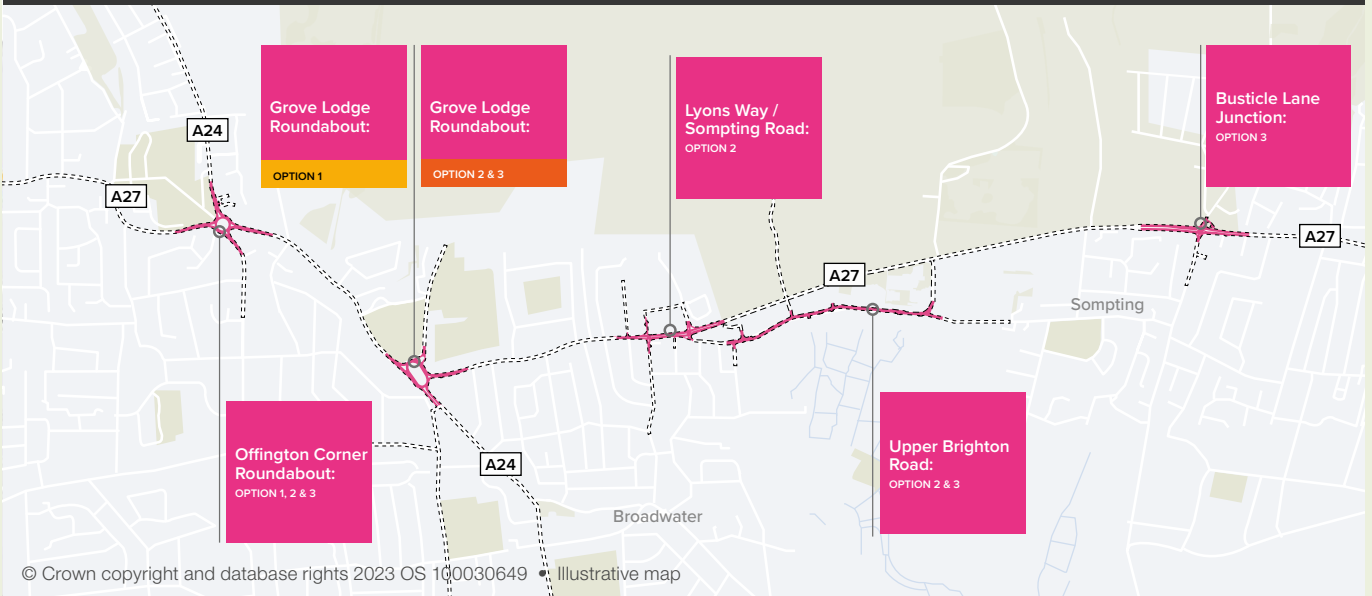 Grove Lodge
Roundabout:
OPTION 1
Grove Lodge
Roundabout:
OPTION 2 & 3
Lyons Way /
Sompting Road:
OPTION 2
Busticle Lane
Junction:
OPTION 3
A24
A27
A27
A27
Sompting
Offington Corner
Roundabout:
OPTION 1, 2 & 3
A24
Upper Brighton
Road:
OPTION 2 & 3
Broadwater
© Crown copyright and database rights 2023 OS 100030649 • Illustrative map